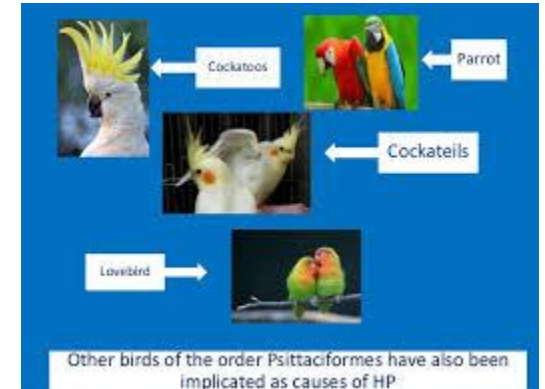 Cockatoos
Parrot
Cockateils
Lovebird
Other birds of the order Psittaciformes have also been
implicated as causes of HP